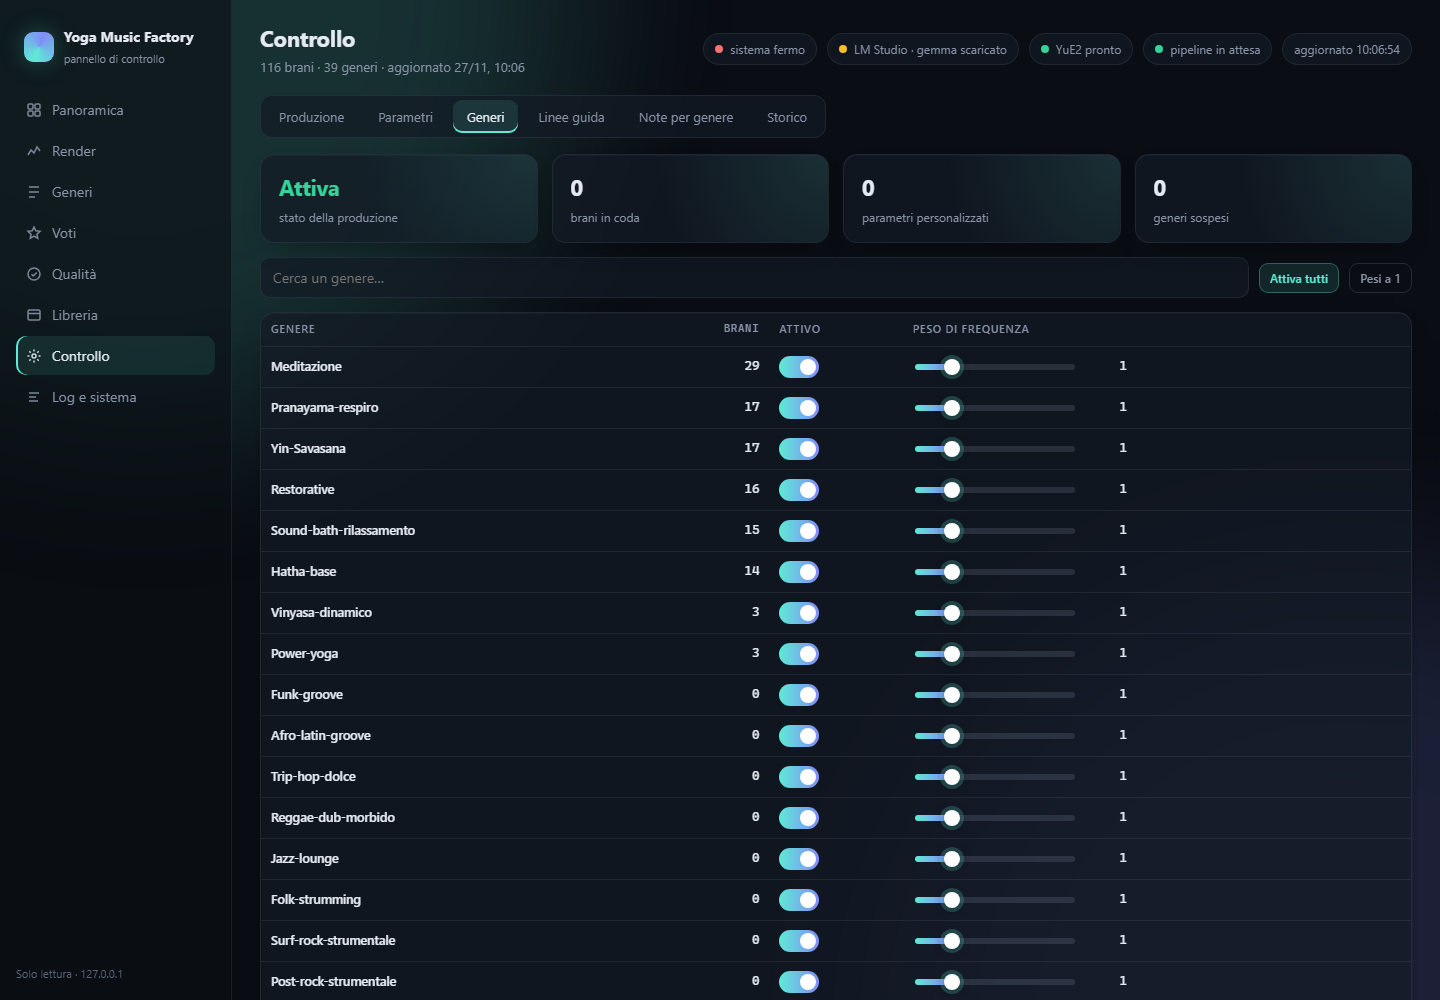 Yoga Music Factory
pannello di controllo
Panoramica
Render
Generi
Voti
Qualità
Libreria
Controllo
Log e sistema
Solo lettura · 127.0.0.1
Controllo
116 brani · 39 generi · aggiornato 27/11, 10:06
sistema fermo
LM Studio · gemma scaricato
YuE2 pronto
pipeline in attesa
aggiornato 10:06:54
Produzione Parametri Generi Linee guida Note per genere Storico
Attiva
stato della produzione
0
brani in coda
0
parametri personalizzati
0
generi sospesi
Cerca un genere...
Attiva tutti
Pesi a 1
GENERE BRANI ATTIVO PESO DI FREQUENZA
Meditazione 29 1
Pranayama-respiro 17 1
Yin-Savasana 17 1
Restorative 16 1
Sound-bath-rilassamento 15 1
Hatha-base 14 1
Vinyasa-dinamico 3 1
Power-yoga 3 1
Funk-groove 0 1
Afro-latin-groove 0 1
Trip-hop-dolce 0 1
Reggae-dub-morbido 0 1
Jazz-lounge 0 1
Folk-strumming 0 1
Surf-rock-strumentale 0 1
Post-rock-strumentale 0 1